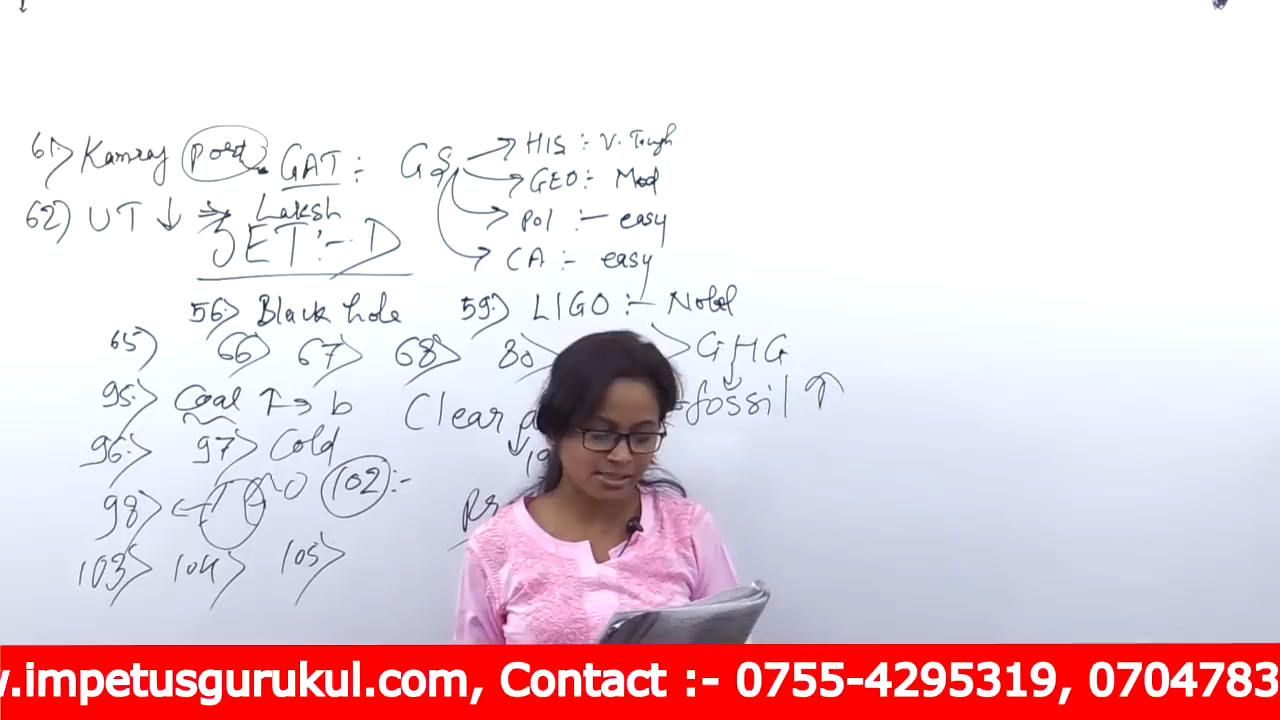 61> Kamraj port. GAT : GS → HIS : V. Tough
→ GEO : Mod
62) UT ↓ → Laksh → Pol :- easy
SET :- D → CA :- easy
56> Black hole 59) LIGO :- Nobel
65) 66> 67> 68> 80> > GHG
95> Coal ↑ → b Clear fossil ↑
96> 97> Cold 19
98> 102 :-
103> 104> 105>
w.impetusgurukul.com, Contact :- 0755-4295319, 0704783